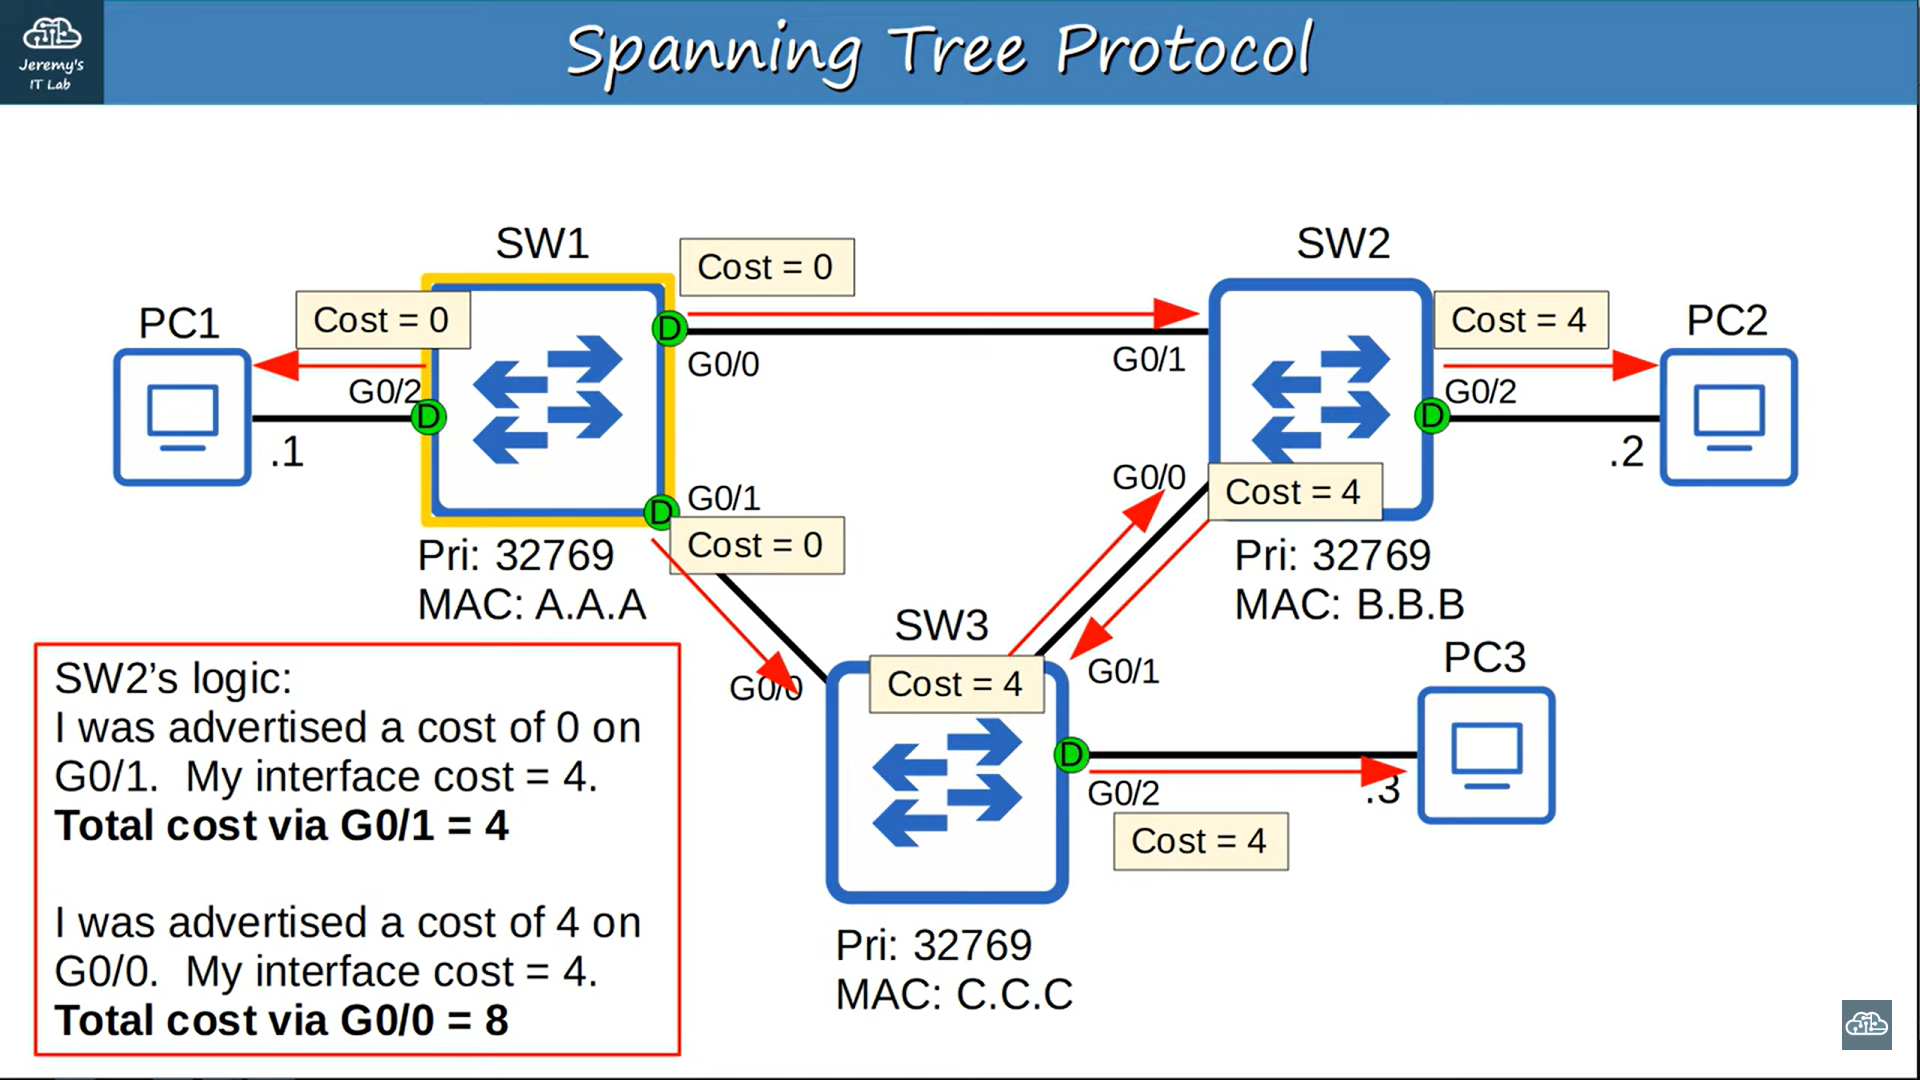 Jeremy's
IT Lab
Spanning Tree Protocol
SW1
SW2
Cost = 0
Cost = 0
Cost = 4
PC1
PC2
G0/2
D
D
G0/0
G0/1
D
G0/2
.1
.2
G0/1
D
Cost = 0
G0/0
Cost = 4
Pri: 32769
MAC: A.A.A
Pri: 32769
MAC: B.B.B
SW3
PC3
G0/0
Cost = 4
G0/1
D
G0/2
.3
Cost = 4
Pri: 32769
MAC: C.C.C
SW2’s logic:
I was advertised a cost of 0 on
G0/1. My interface cost = 4.
Total cost via G0/1 = 4
I was advertised a cost of 4 on
G0/0. My interface cost = 4.
Total cost via G0/0 = 8